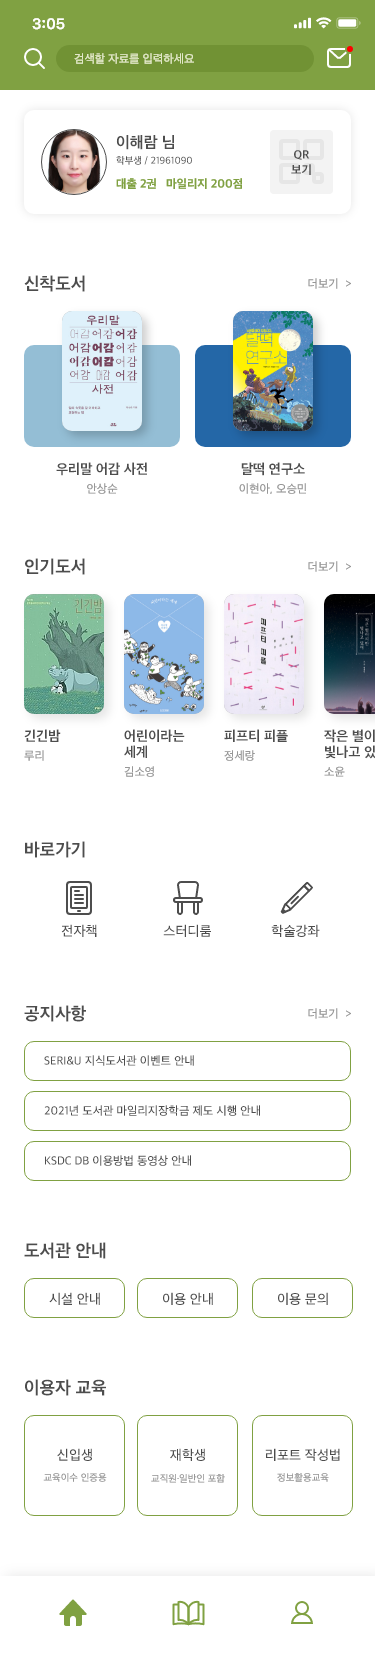 3:05
검색할 자료를 입력하세요
이해람 님
학부생 / 21961090
대출 2권 마일리지 200점
QR
보기
신착도서
더보기 >
우리말
어감 어감 어감
어감 어감 어감
어감 어감 어감
어감 어감 어감
사전
달떡
연구소
우리말 어감 사전
안상순
달떡 연구소
이현아, 오승민
인기도서
더보기 >
긴긴밤
피프티 피플
긴긴밤
루리
어린이라는
세계
김소영
피프티 피플
정세랑
작은 별이
빛나고 있
소윤
바로가기
전자책
스터디룸
학술강좌
공지사항
더보기 >
SERI&U 지식도서관 이벤트 안내
2021년 도서관 마일리지장학금 제도 시행 안내
KSDC DB 이용방법 동영상 안내
도서관 안내
시설 안내
이용 안내
이용 문의
이용자 교육
신입생
교육이수 인증용
재학생
교직원·일반인 포함
리포트 작성법
정보활용교육